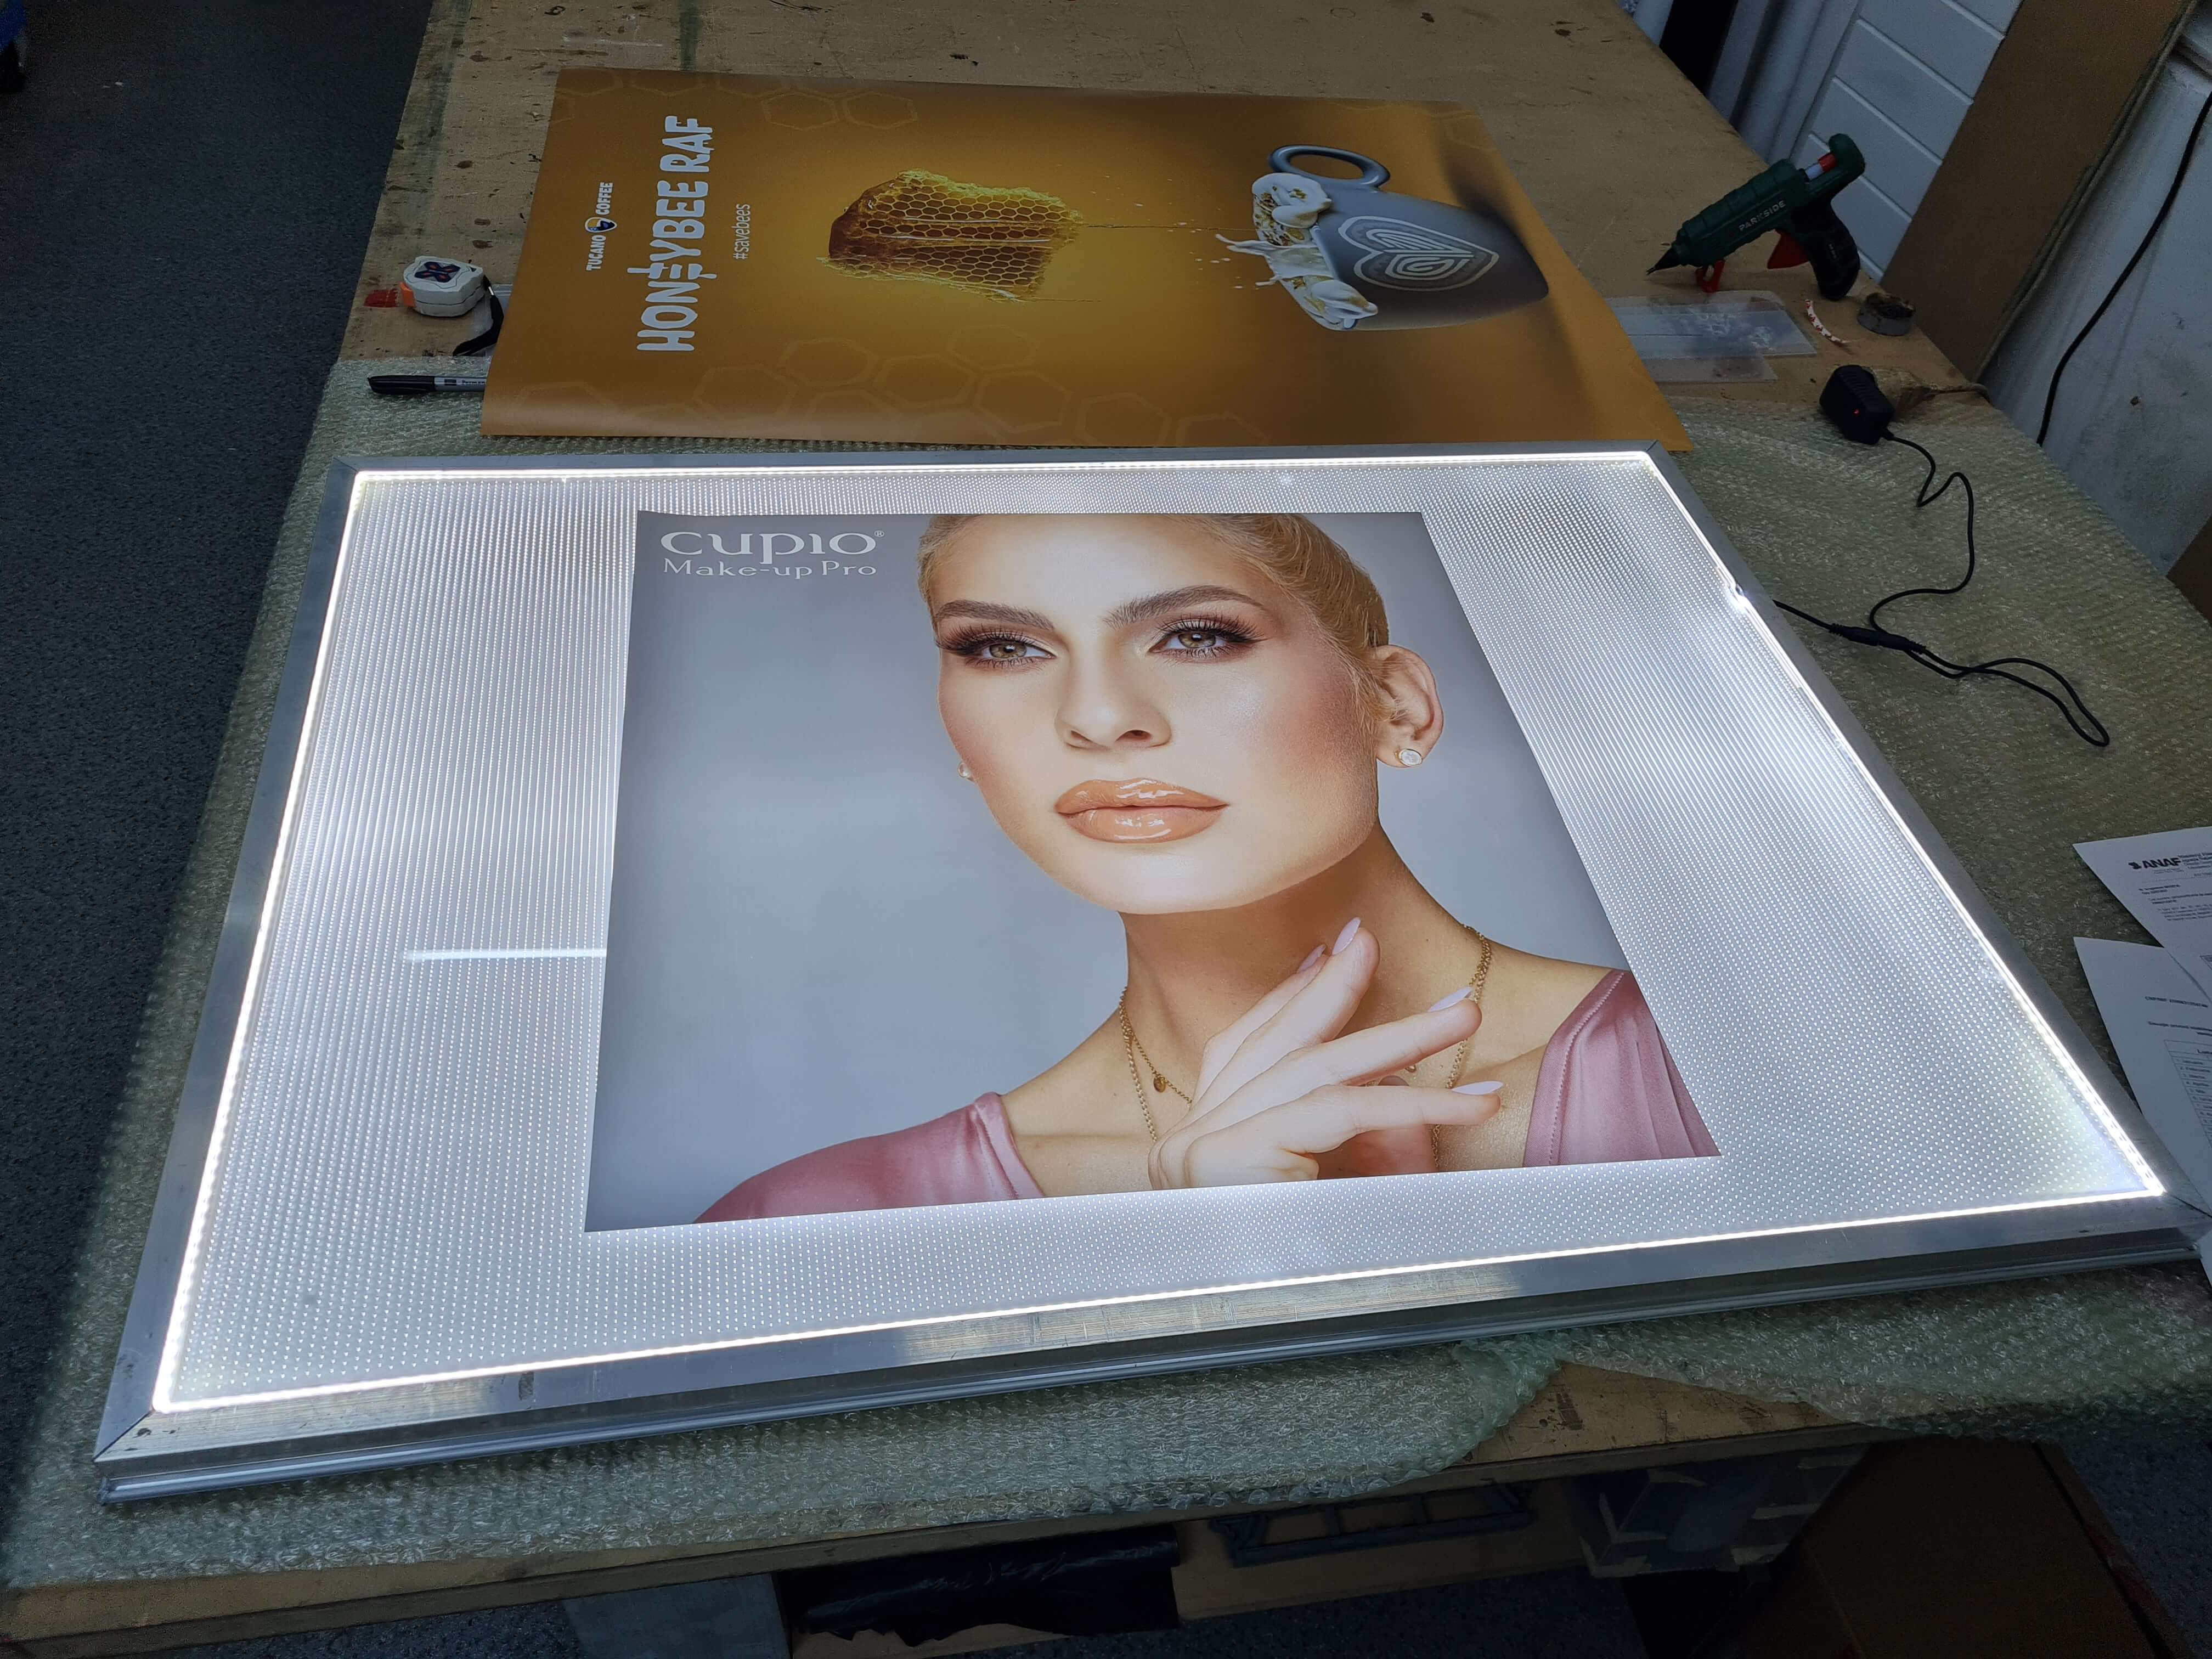 TUCANO COFFEE
HONEYBEE RAF
#savebees
PARKSIDE
cupio®
Make-up Pro
ANAF